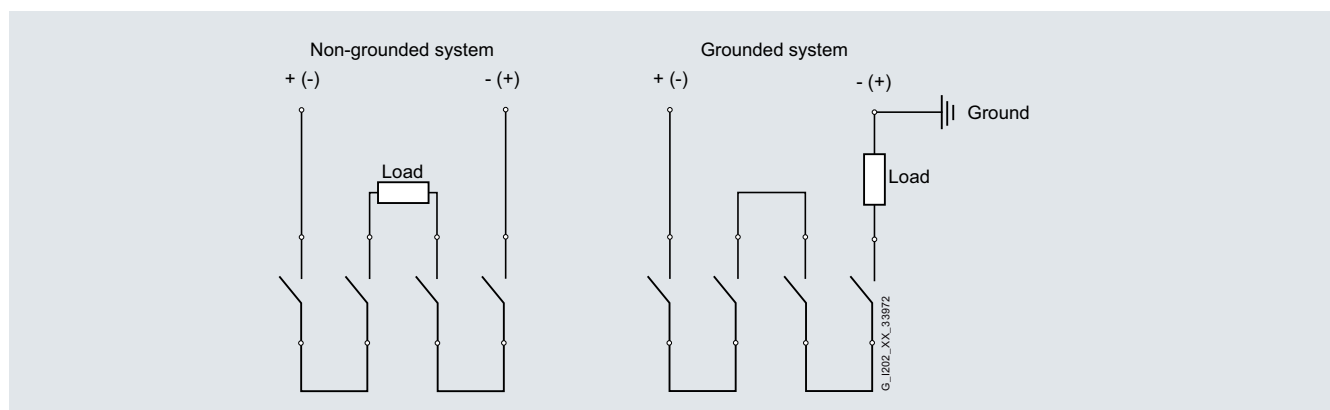 Non-grounded system
Grounded system
+ (-)
- (+)
+ (-)
- (+)
Ground
Load
Load
G_I202_XX_33972